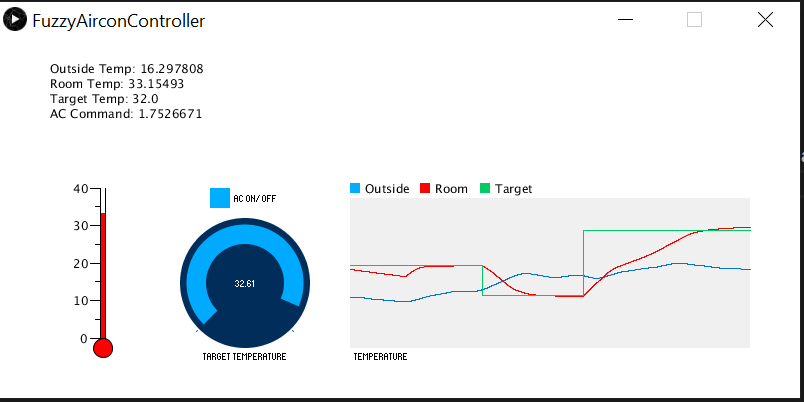 FuzzyAirconController
Outside Temp: 16.297808
Room Temp: 33.15493
Target Temp: 32.0
AC Command: 1.7526671
40
30
20
10
0
AC ON/OFF
32.61
TARGET TEMPERATURE
Outside Room Target
TEMPERATURE